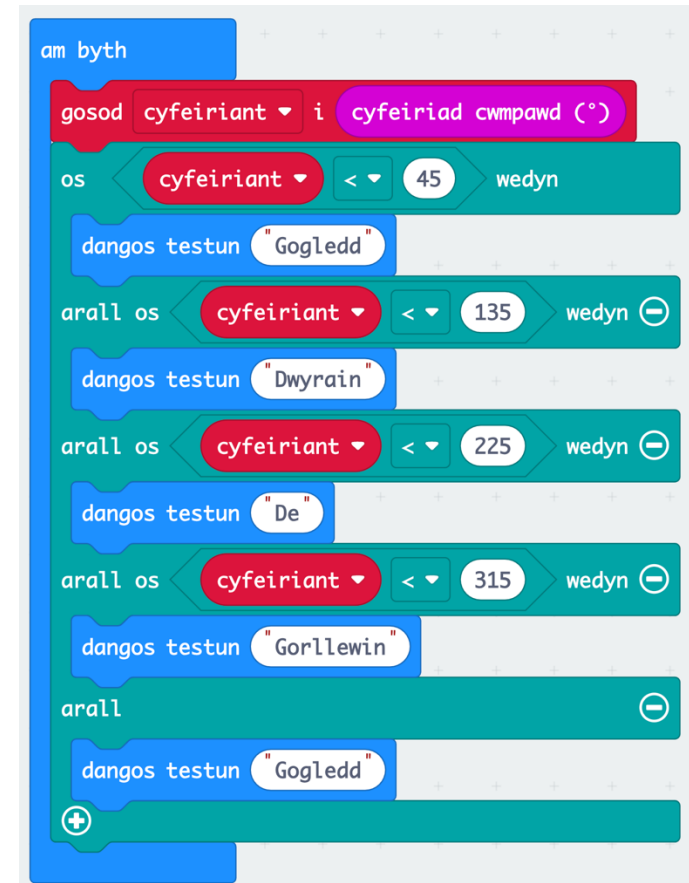 am byth
gosod cyfeiriant i cyfeiriad cwmpawd (°)
os cyfeiriant < 45 wedyn
dangos testun "Gogledd"
arall os cyfeiriant < 135 wedyn
dangos testun "Dwyrain"
arall os cyfeiriant < 225 wedyn
dangos testun "De"
arall os cyfeiriant < 315 wedyn
dangos testun "Gorllewin"
arall
dangos testun "Gogledd"